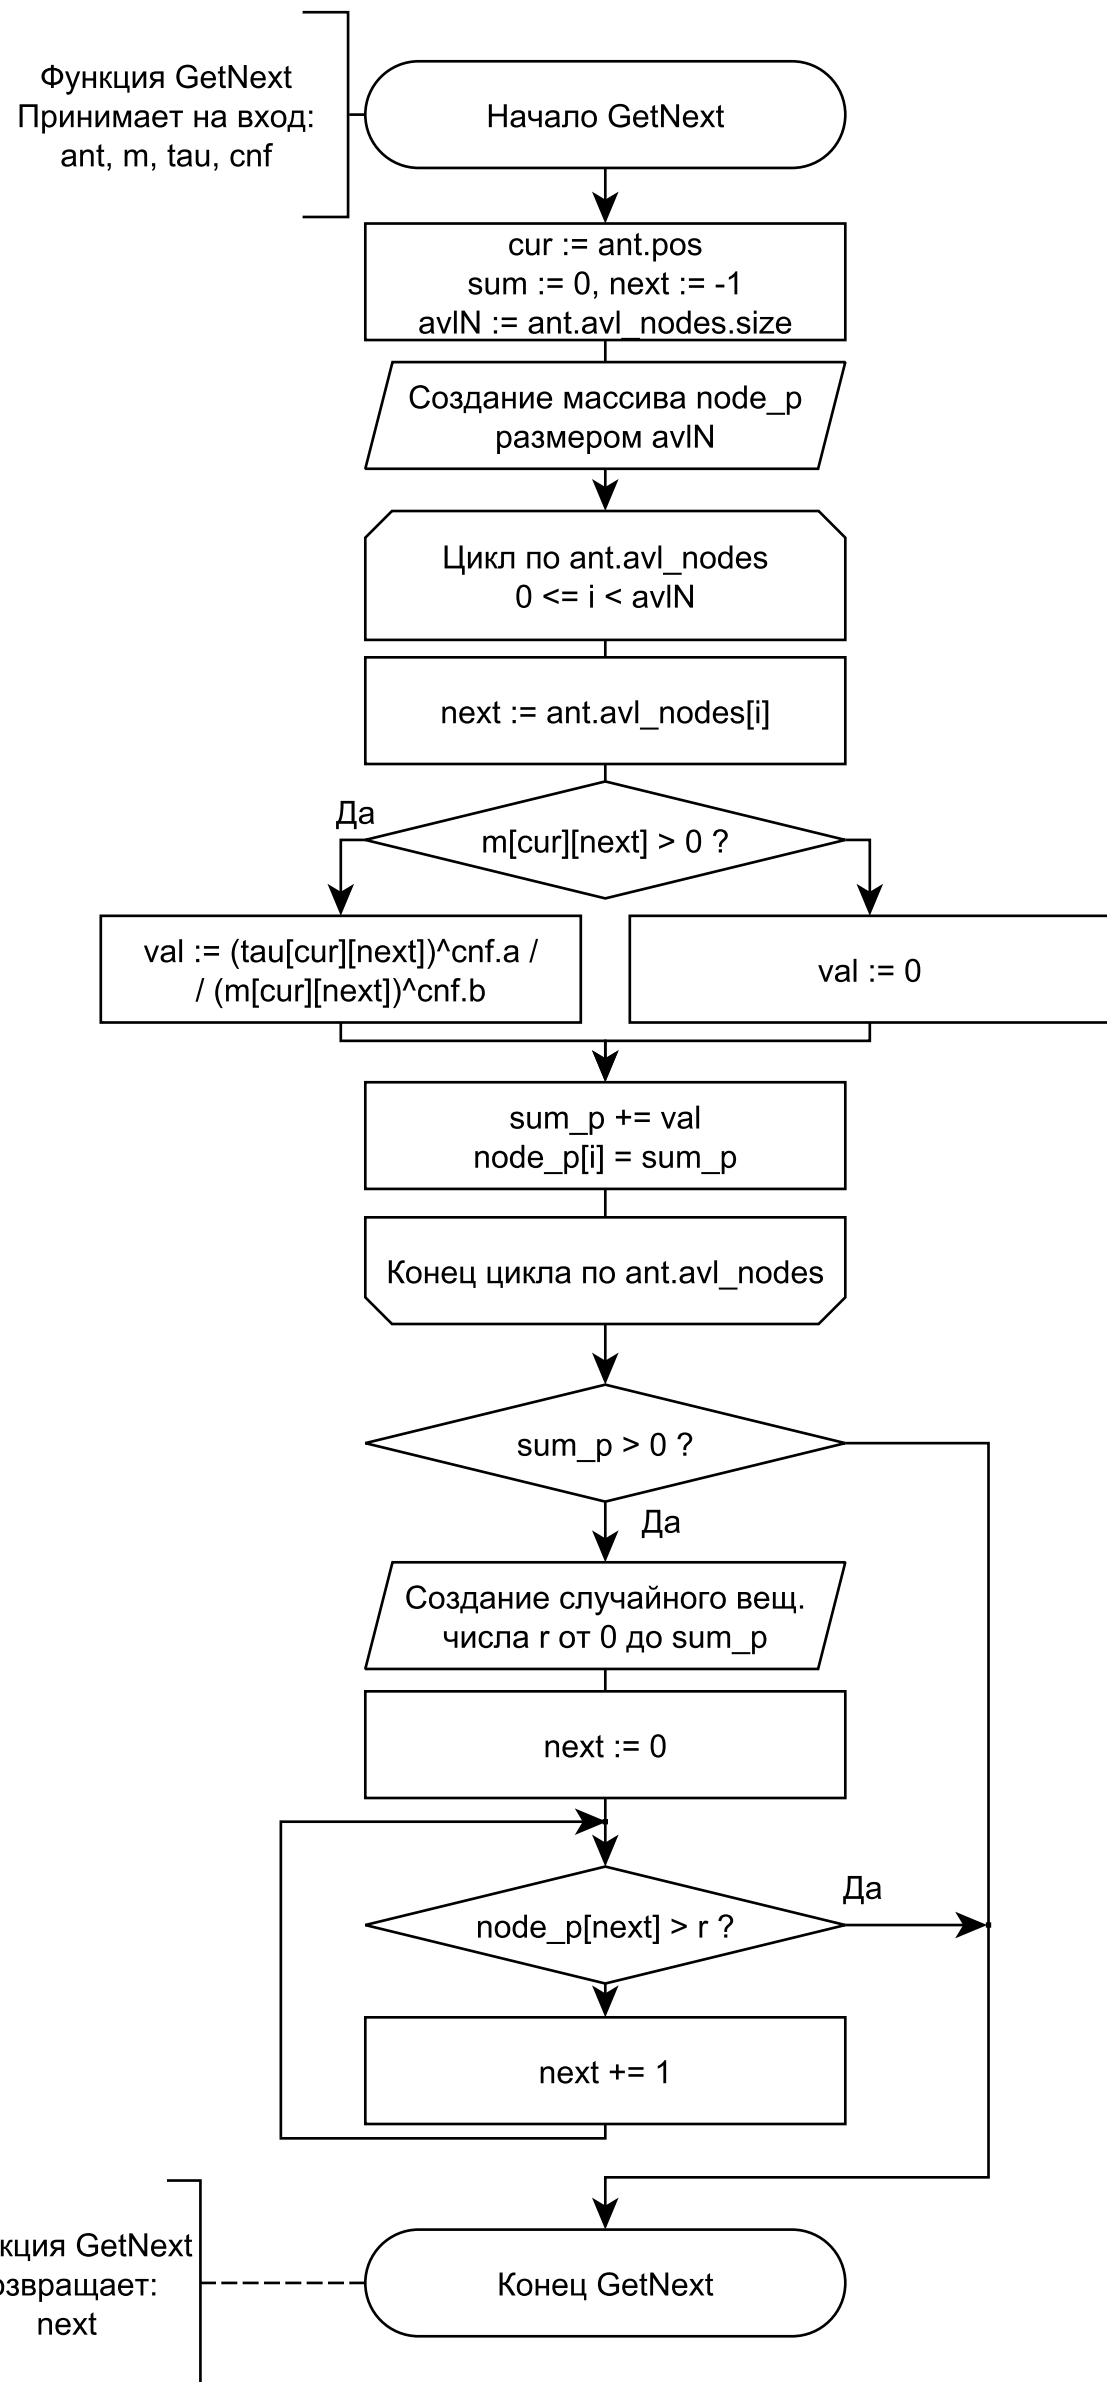 Функция GetNext
Принимает на вход:
ant, m, tau, cnf
Начало GetNext
cur := ant.pos
sum := 0, next := -1
avlN := ant.avl_nodes.size
Создание массива node_p
размером avlN
Цикл по ant.avl_nodes
0 <= i < avlN
next := ant.avl_nodes[i]
Да
m[cur][next] > 0 ?
val := (tau[cur][next])^cnf.a /
/ (m[cur][next])^cnf.b
val := 0
sum_p += val
node_p[i] = sum_p
Конец цикла по ant.avl_nodes
sum_p > 0 ?
Да
Создание случайного вещ.
числа r от 0 до sum_p
next := 0
Да
node_p[next] > r ?
next += 1
кция GetNext
озвращает:
next
Конец GetNext